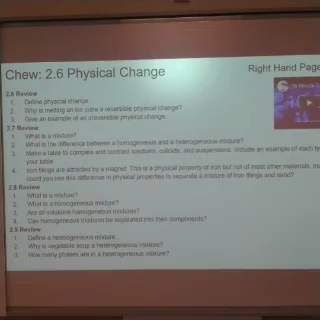 Chew: 2.6 Physical Change
Right Hand Page
2.6 Review
1. Define physical change.
2. Why is melting an ice cube a reversible physical change?
3. Give an example of an irreversible physical change.
2.7 Review
1. What is a mixture?
2. What is the difference between a homogeneous and a heterogeneous mixture?
3. Make a table to compare and contrast solutions, colloids, and suspensions. Include an example of each
your table.
4. Iron filings are attracted by a magnet. This is a physical property of iron but not of most other materials.
could you use this difference in physical properties to separate a mixture of iron filings and sand?
2.8 Review
1. What is a mixture?
2. What is a homogeneous mixture?
3. Are all solutions homogeneous mixtures?
4. Can homogeneous mixtures be separated into their components?
2.9 Review
1. Define a heterogeneous mixture.
2. Why is vegetable soup a heterogeneous mixture?
3. How many phases are in a heterogeneous mixture?